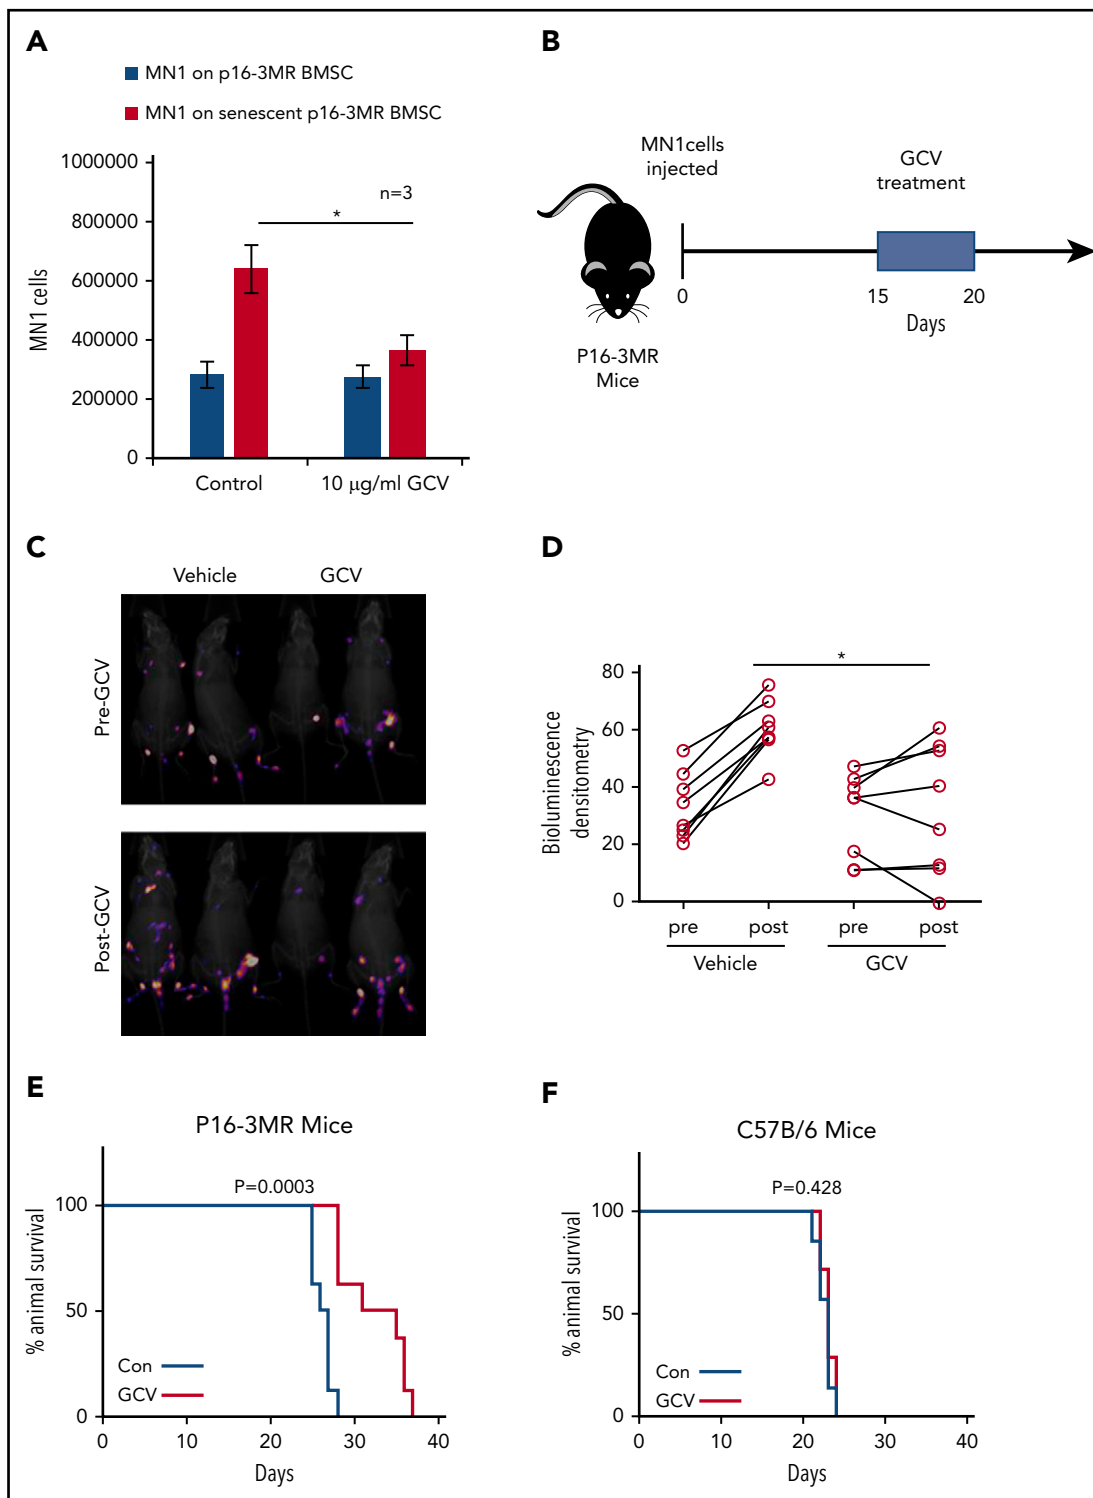 A
MN1 on p16-3MR BMSC
MN1 on senescent p16-3MR BMSC
1000000
800000
600000
400000
200000
0
MN1 cells
n=3
*
Control
10 μg/ml GCV
B
MN1cells
injected
GCV
treatment
0
15
20
Days
P16-3MR
Mice
C
Vehicle
GCV
Pre-GCV
Post-GCV
D
*
80
60
40
20
0
Bioluminescence
densitometry
pre
post
pre
post
Vehicle
GCV
E
P16-3MR Mice
P=0.0003
100
50
0
% animal survival
Con
GCV
0
10
20
30
40
Days
F
C57B/6 Mice
P=0.428
100
50
0
% animal survival
Con
GCV
0
10
20
30
40
Days